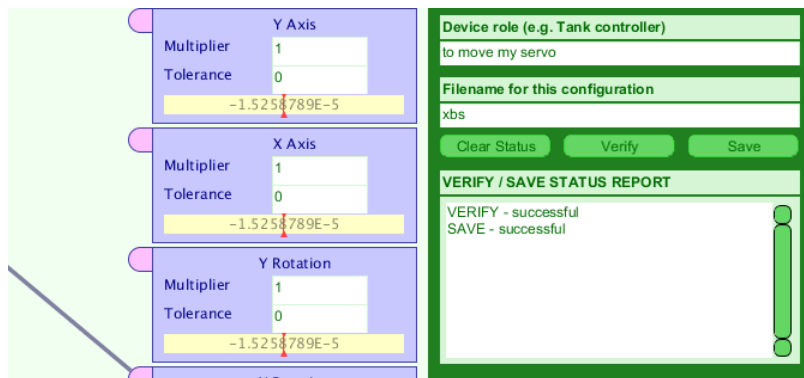 Y Axis
Multiplier 1
Tolerance 0
-1.5258789E-5
X Axis
Multiplier 1
Tolerance 0
-1.5258789E-5
Y Rotation
Multiplier 1
Tolerance 0
-1.5258789E-5
Device role (e.g. Tank controller)
to move my servo
Filename for this configuration
xbs
Clear Status Verify Save
VERIFY / SAVE STATUS REPORT
VERIFY - successful
SAVE - successful